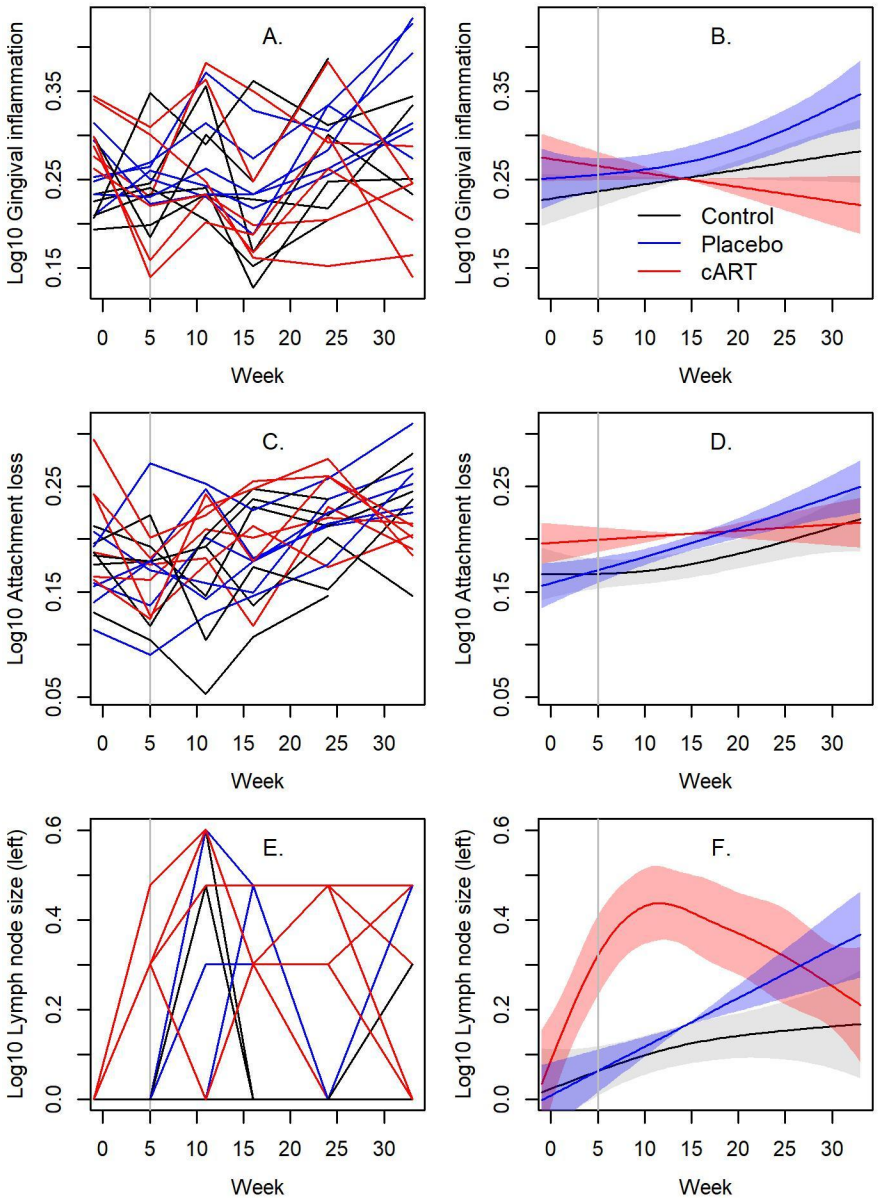 A.
Log10 Gingival inflammation
0.15 0.25 0.35
0 5 10 15 20 25 30
Week
B.
Log10 Gingival inflammation
0.15 0.25 0.35
Control
Placebo
cART
0 5 10 15 20 25 30
Week
C.
Log10 Attachment loss
0.05 0.15 0.25
0 5 10 15 20 25 30
Week
D.
Log10 Attachment loss
0.05 0.15 0.25
0 5 10 15 20 25 30
Week
E.
Log10 Lymph node size (left)
0.0 0.2 0.4 0.6
0 5 10 15 20 25 30
Week
F.
Log10 Lymph node size (left)
0.0 0.2 0.4 0.6
0 5 10 15 20 25 30
Week